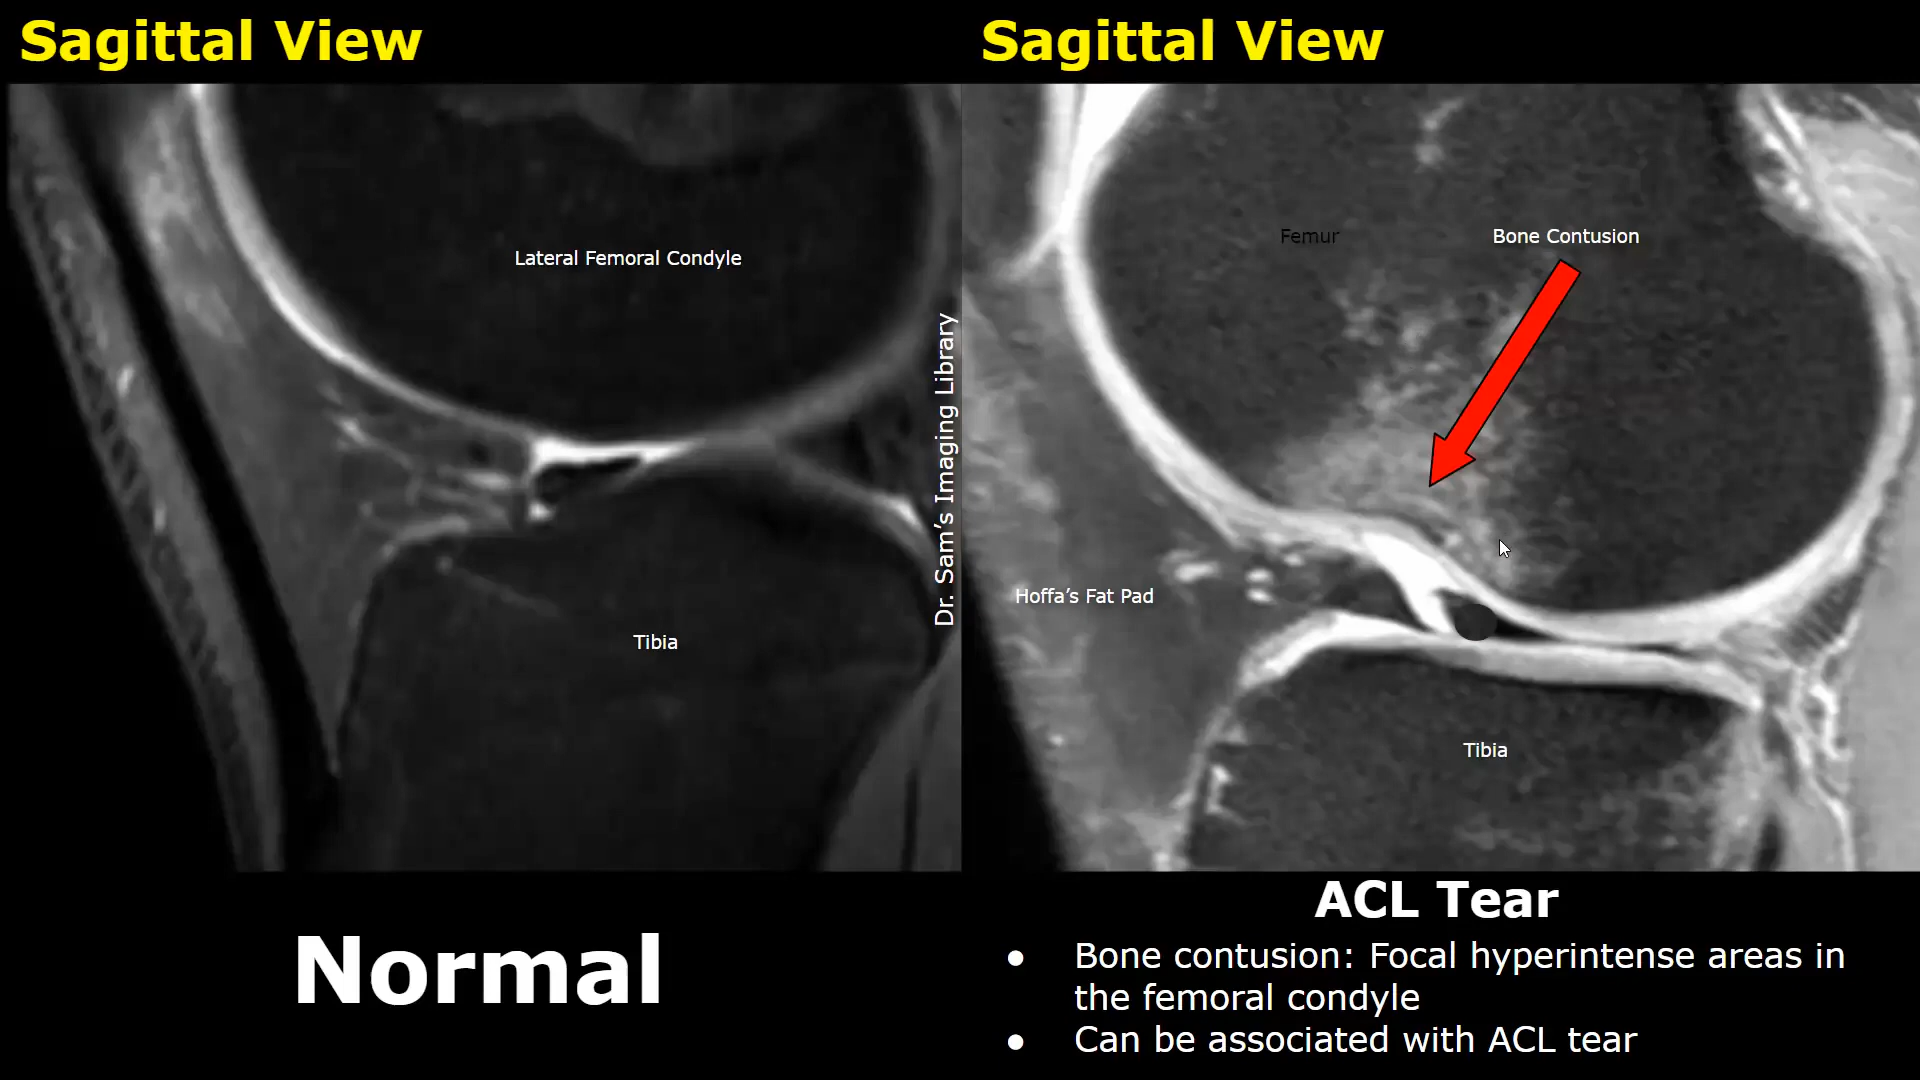 Sagittal View
Sagittal View
Lateral Femoral Condyle
Tibia
Dr. Sam’s Imaging Library
Femur
Bone Contusion
Hoffa’s Fat Pad
Tibia
Normal
ACL Tear
● Bone contusion: Focal hyperintense areas in
the femoral condyle
● Can be associated with ACL tear